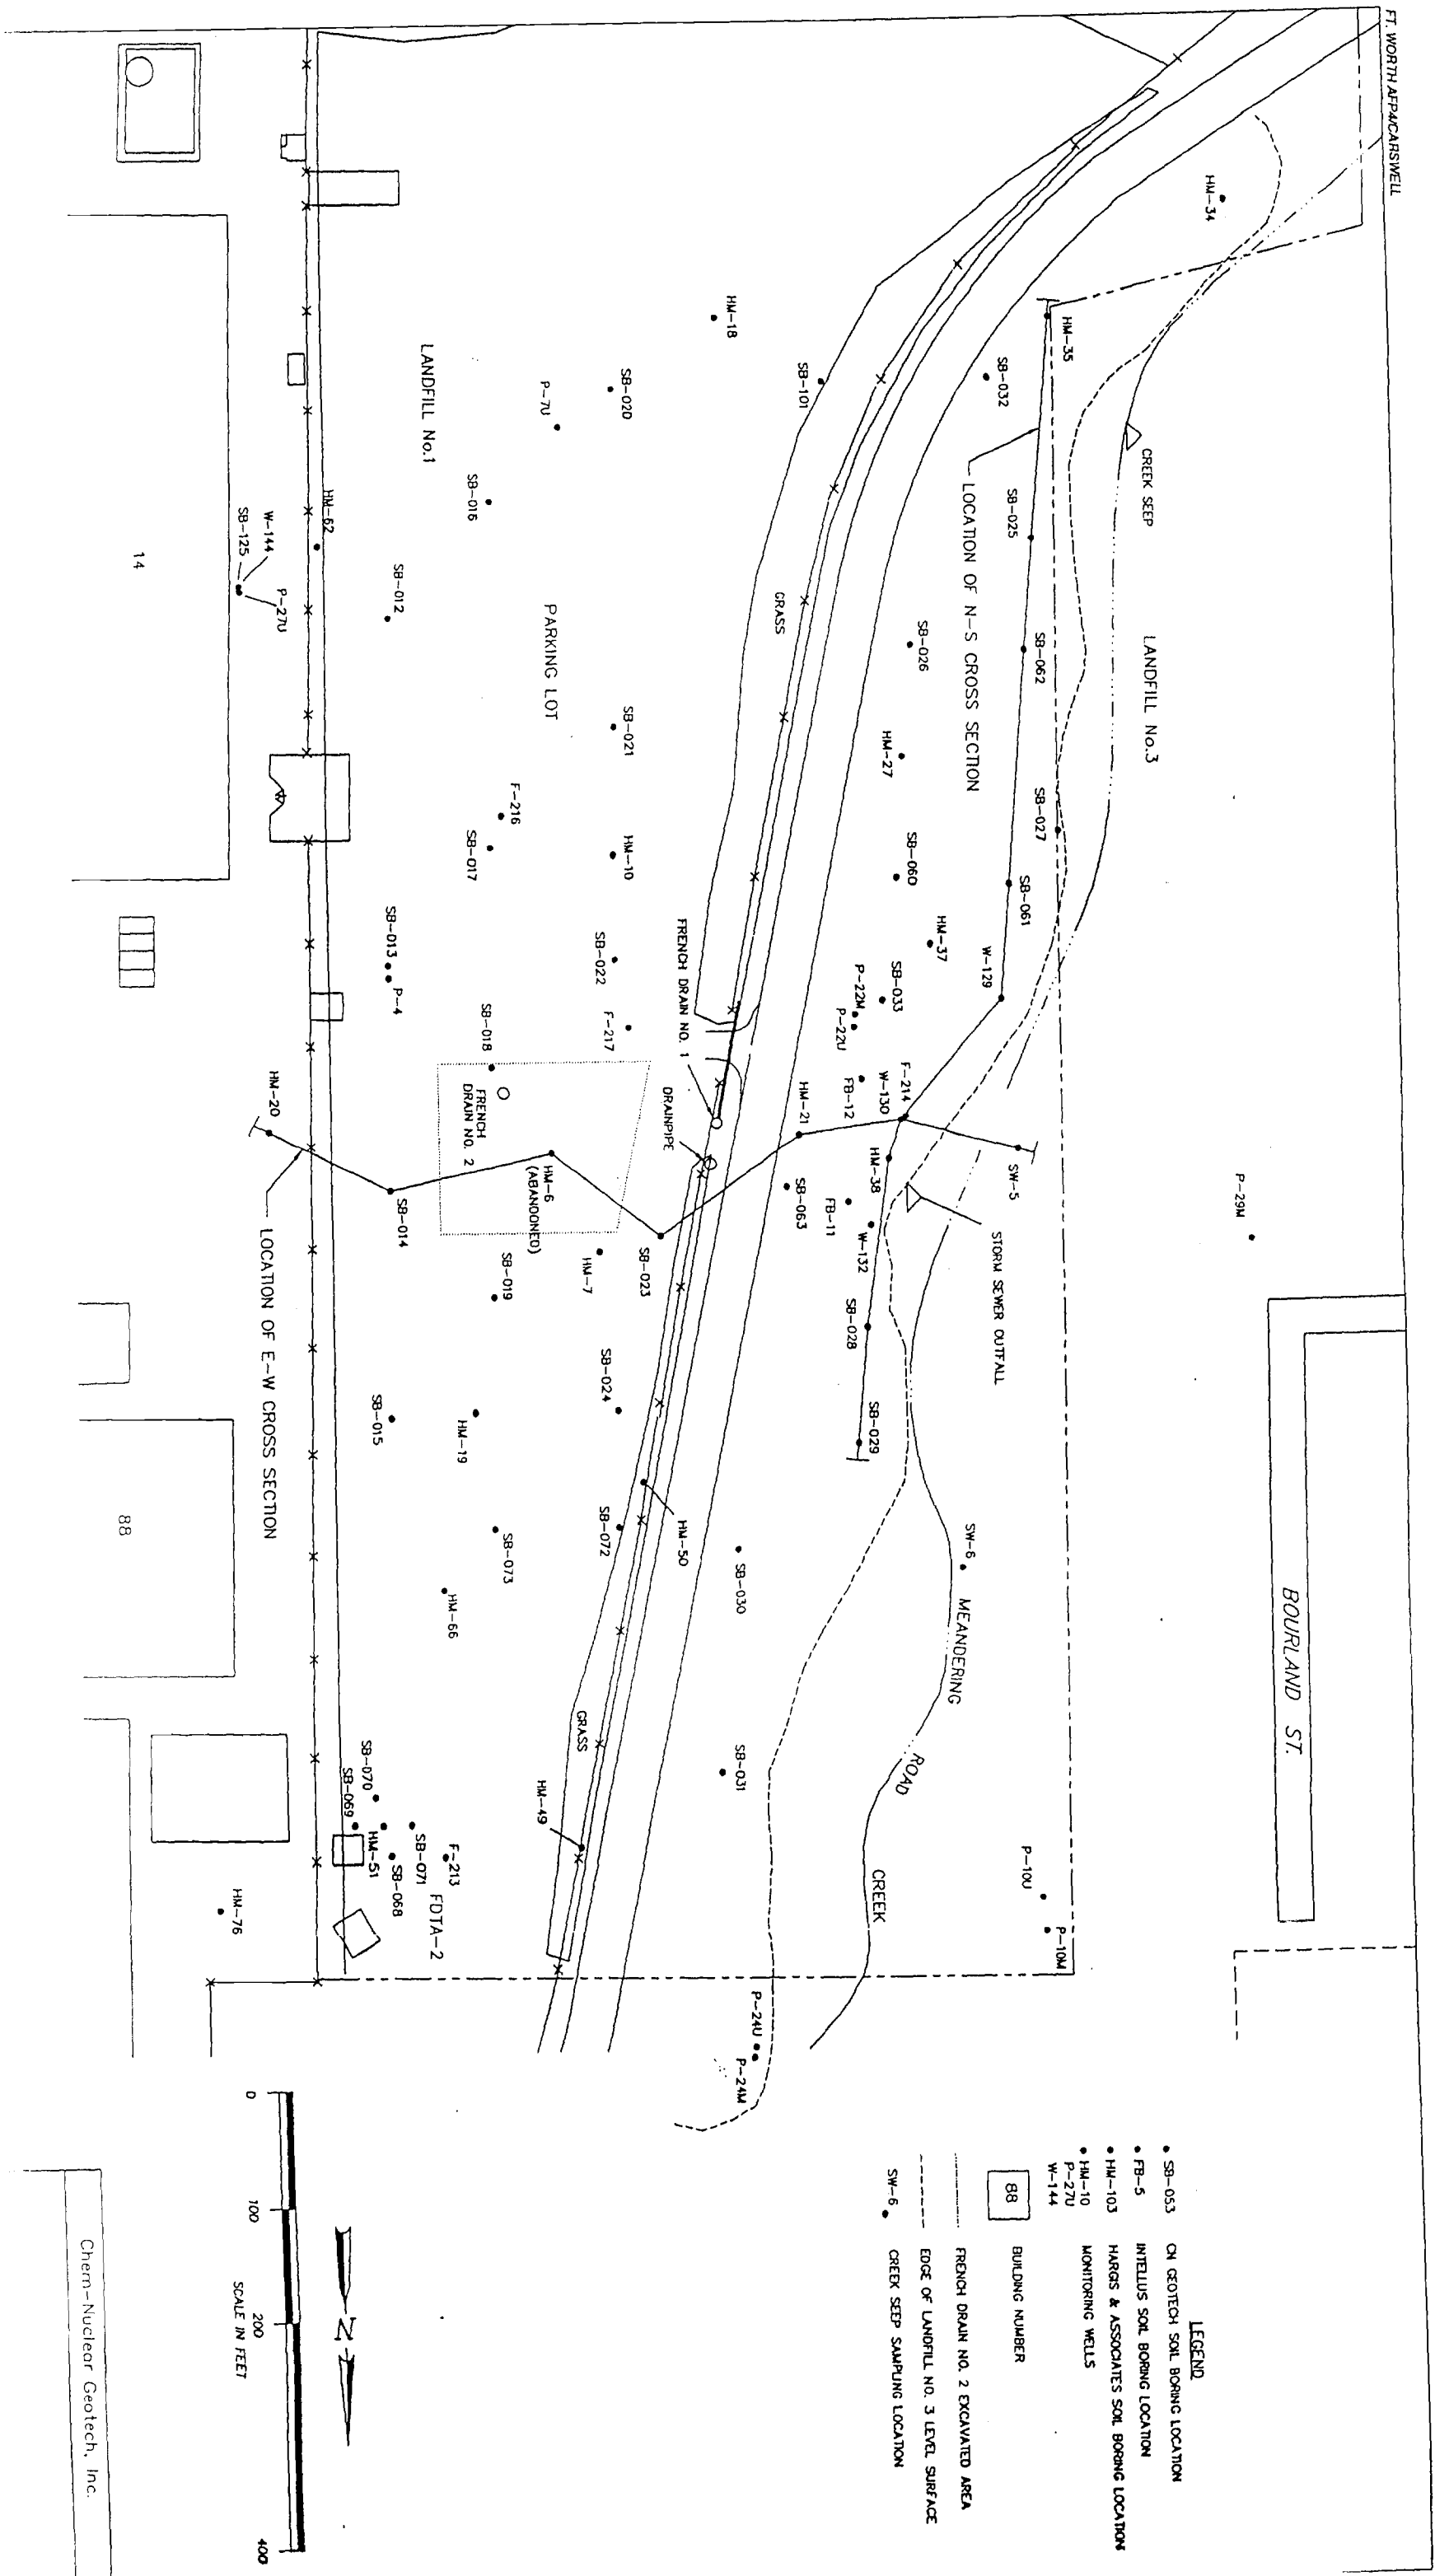 FT. WORTH AFP4/CARSWELL
HM-34
HM-35
SB-032
HM-18
SB-101
SB-020
P-7U
LANDFILL No.1
SB-016
CREEK SEEP
LOCATION OF N-S CROSS SECTION
SB-025
LANDFILL No.3
SB-062
SB-026
GRASS
HM-62
W-144
SB-125
P-27U
14
SB-012
PARKING LOT
SB-021
HM-27
SB-027
F-216
SB-017
HM-10
SB-060
SB-061
HM-37
W-129
SB-033
P-22M
P-22U
FRENCH DRAIN NO. 1
SB-022
F-217
SB-013
P-4
SB-018
FRENCH
DRAIN NO. 2
DRAINPIPE
F-214
W-130
FB-12
HM-21
HM-20
HM-6
(ABANDONED)
HM-38
SW-5
SB-063
FB-11
W-132
SB-014
SB-023
HM-7
SB-019
STORM SEWER OUTFALL
P-29M
LOCATION OF E-W CROSS SECTION
SB-028
SB-024
SB-029
SB-015
HM-19
88
SB-072
HM-50
SB-073
SB-030
HM-66
SW-6
MEANDERING
ROAD
CREEK
BOURLAND ST.
GRASS
SB-031
HM-49
SB-070
SB-069
HM-51
SB-068
SB-071
F-213
FDTA-2
HM-76
P-10U
P-10M
P-24U
P-24M
LEGEND
SB-053 CN GEOTECH SOIL BORING LOCATION
FB-5 INTELLUS SOIL BORING LOCATION
HM-103 HARGIS & ASSOCIATES SOIL BORING LOCATION
HM-10
P-27U
W-144
MONITORING WELLS
88 BUILDING NUMBER
FRENCH DRAIN NO. 2 EXCAVATED AREA
EDGE OF LANDFILL NO. 3 LEVEL SURFACE
SW-6 CREEK SEEP SAMPLING LOCATION
N
0 100 200 400
SCALE IN FEET
Chem-Nuclear Geotech, Inc.